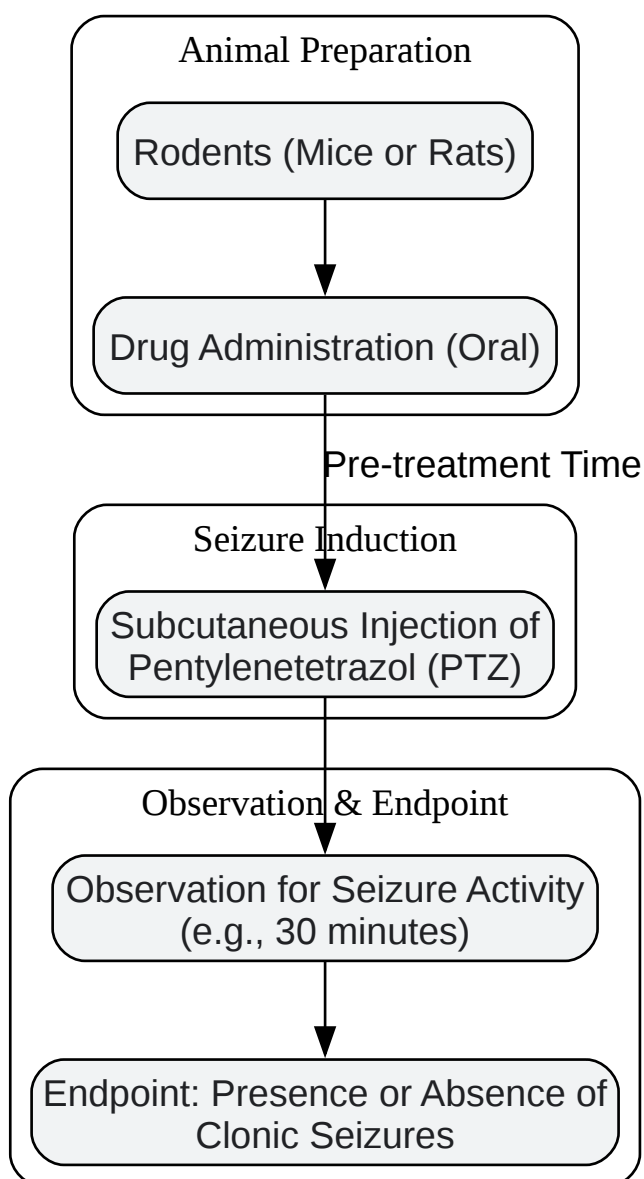 Animal Preparation
Rodents (Mice or Rats)
Drug Administration (Oral)
Pre-treatment Time
Seizure Induction
Subcutaneous Injection of
Pentylenetetrazol (PTZ)
Observation & Endpoint
Observation for Seizure Activity
(e.g., 30 minutes)
Endpoint: Presence or Absence of
Clonic Seizures